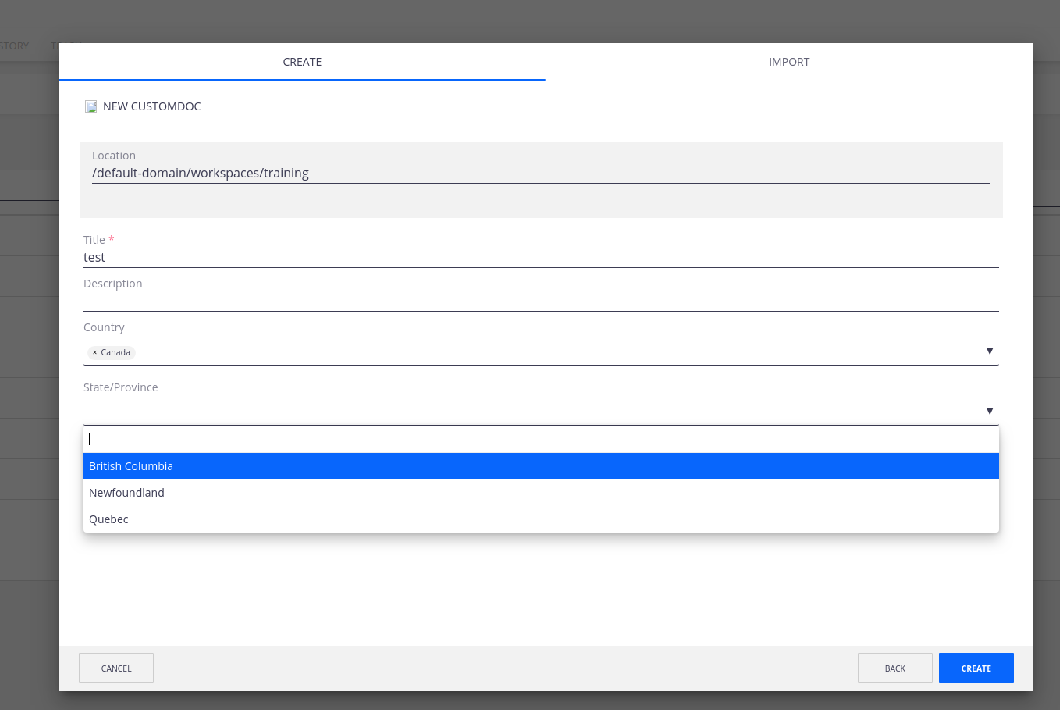 STORY
CREATE
IMPORT
NEW CUSTOMDOC
Location
/default-domain/workspaces/training
Title *
test
Description
Country
× Canada
State/Province
British Columbia
Newfoundland
Quebec
CANCEL
BACK
CREATE